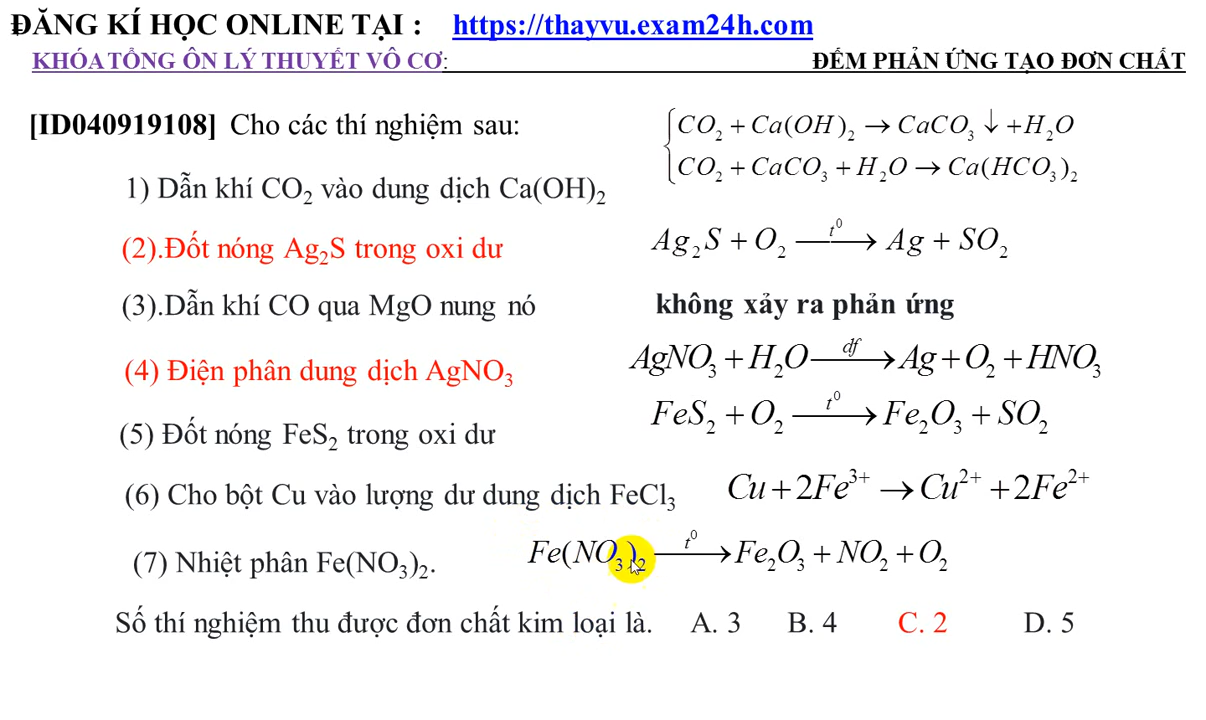 ĐĂNG KÍ HỌC ONLINE TẠI : https://thayvu.exam24h.com
KHÓA TỔNG ÔN LÝ THUYẾT VÔ CƠ: ĐẾM PHẢN ỨNG TẠO ĐƠN CHẤT
[ID040919108] Cho các thí nghiệm sau:
CO₂ + Ca(OH)₂ → CaCO₃ ↓ + H₂O
CO₂ + CaCO₃ + H₂O → Ca(HCO₃)₂
1) Dẫn khí CO₂ vào dung dịch Ca(OH)₂
(2).Đốt nóng Ag₂S trong oxi dư Ag₂S + O₂ —t⁰→ Ag + SO₂
(3).Dẫn khí CO qua MgO nung nó không xảy ra phản ứng
(4) Điện phân dung dịch AgNO₃ AgNO₃ + H₂O —df→ Ag + O₂ + HNO₃
(5) Đốt nóng FeS₂ trong oxi dư FeS₂ + O₂ —t⁰→ Fe₂O₃ + SO₂
(6) Cho bột Cu vào lượng dư dung dịch FeCl₃ Cu + 2Fe³⁺ → Cu²⁺ + 2Fe²⁺
(7) Nhiệt phân Fe(NO₃)₂. Fe(NO₃)₂ —t⁰→ Fe₂O₃ + NO₂ + O₂
Số thí nghiệm thu được đơn chất kim loại là. A. 3 B. 4 C. 2 D. 5